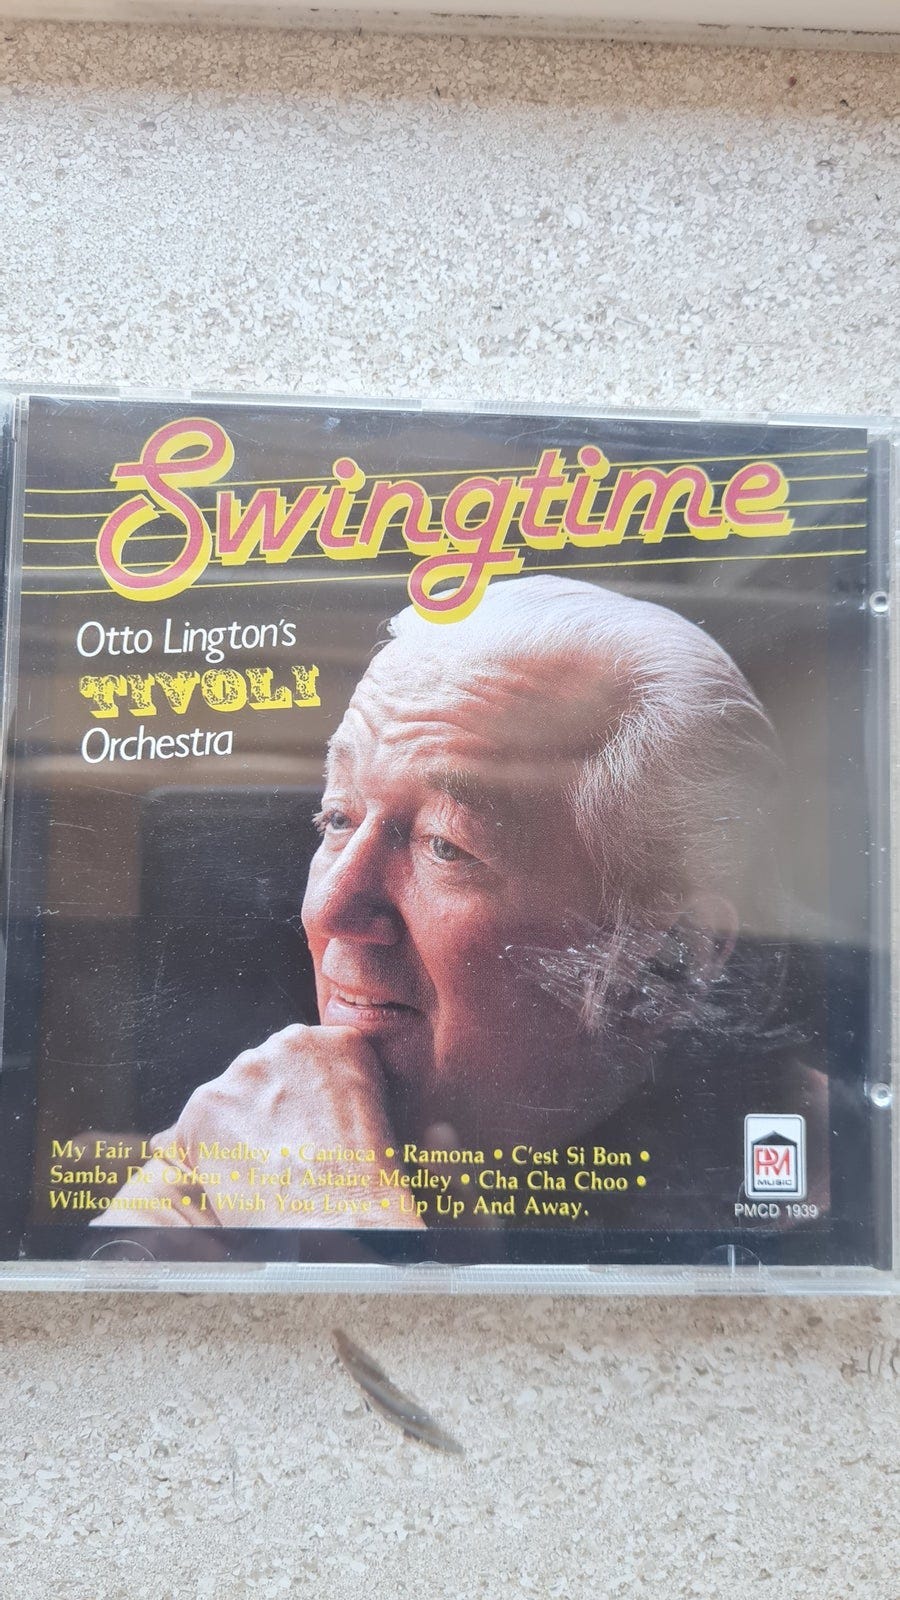 Swingtime
Otto Lington's
TIVOLI
Orchestra
My Fair Lady Medley • Carioca • Ramona • C'est Si Bon •
Samba De Orfeu • Fred Astaire Medley • Cha Cha Choo •
Wilkommen • I Wish You Love • Up Up And Away.
PM
MUSIC
PMCD 1939